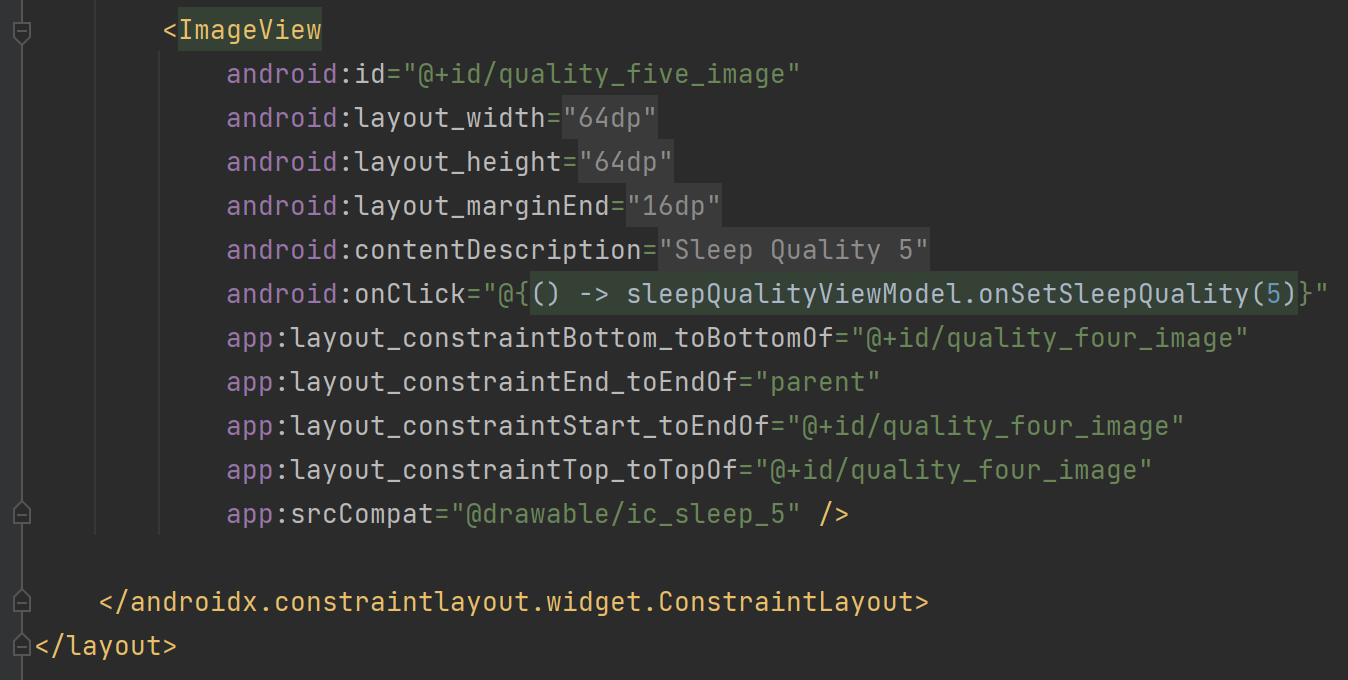 <ImageView
android:id="@+id/quality_five_image"
android:layout_width="64dp"
android:layout_height="64dp"
android:layout_marginEnd="16dp"
android:contentDescription="Sleep Quality 5"
android:onClick="@{() -> sleepQualityViewModel.onSetSleepQuality(5)}"
app:layout_constraintBottom_toBottomOf="@+id/quality_four_image"
app:layout_constraintEnd_toEndOf="parent"
app:layout_constraintStart_toEndOf="@+id/quality_four_image"
app:layout_constraintTop_toTopOf="@+id/quality_four_image"
app:srcCompat="@drawable/ic_sleep_5" />
</androidx.constraintlayout.widget.ConstraintLayout>
</layout>